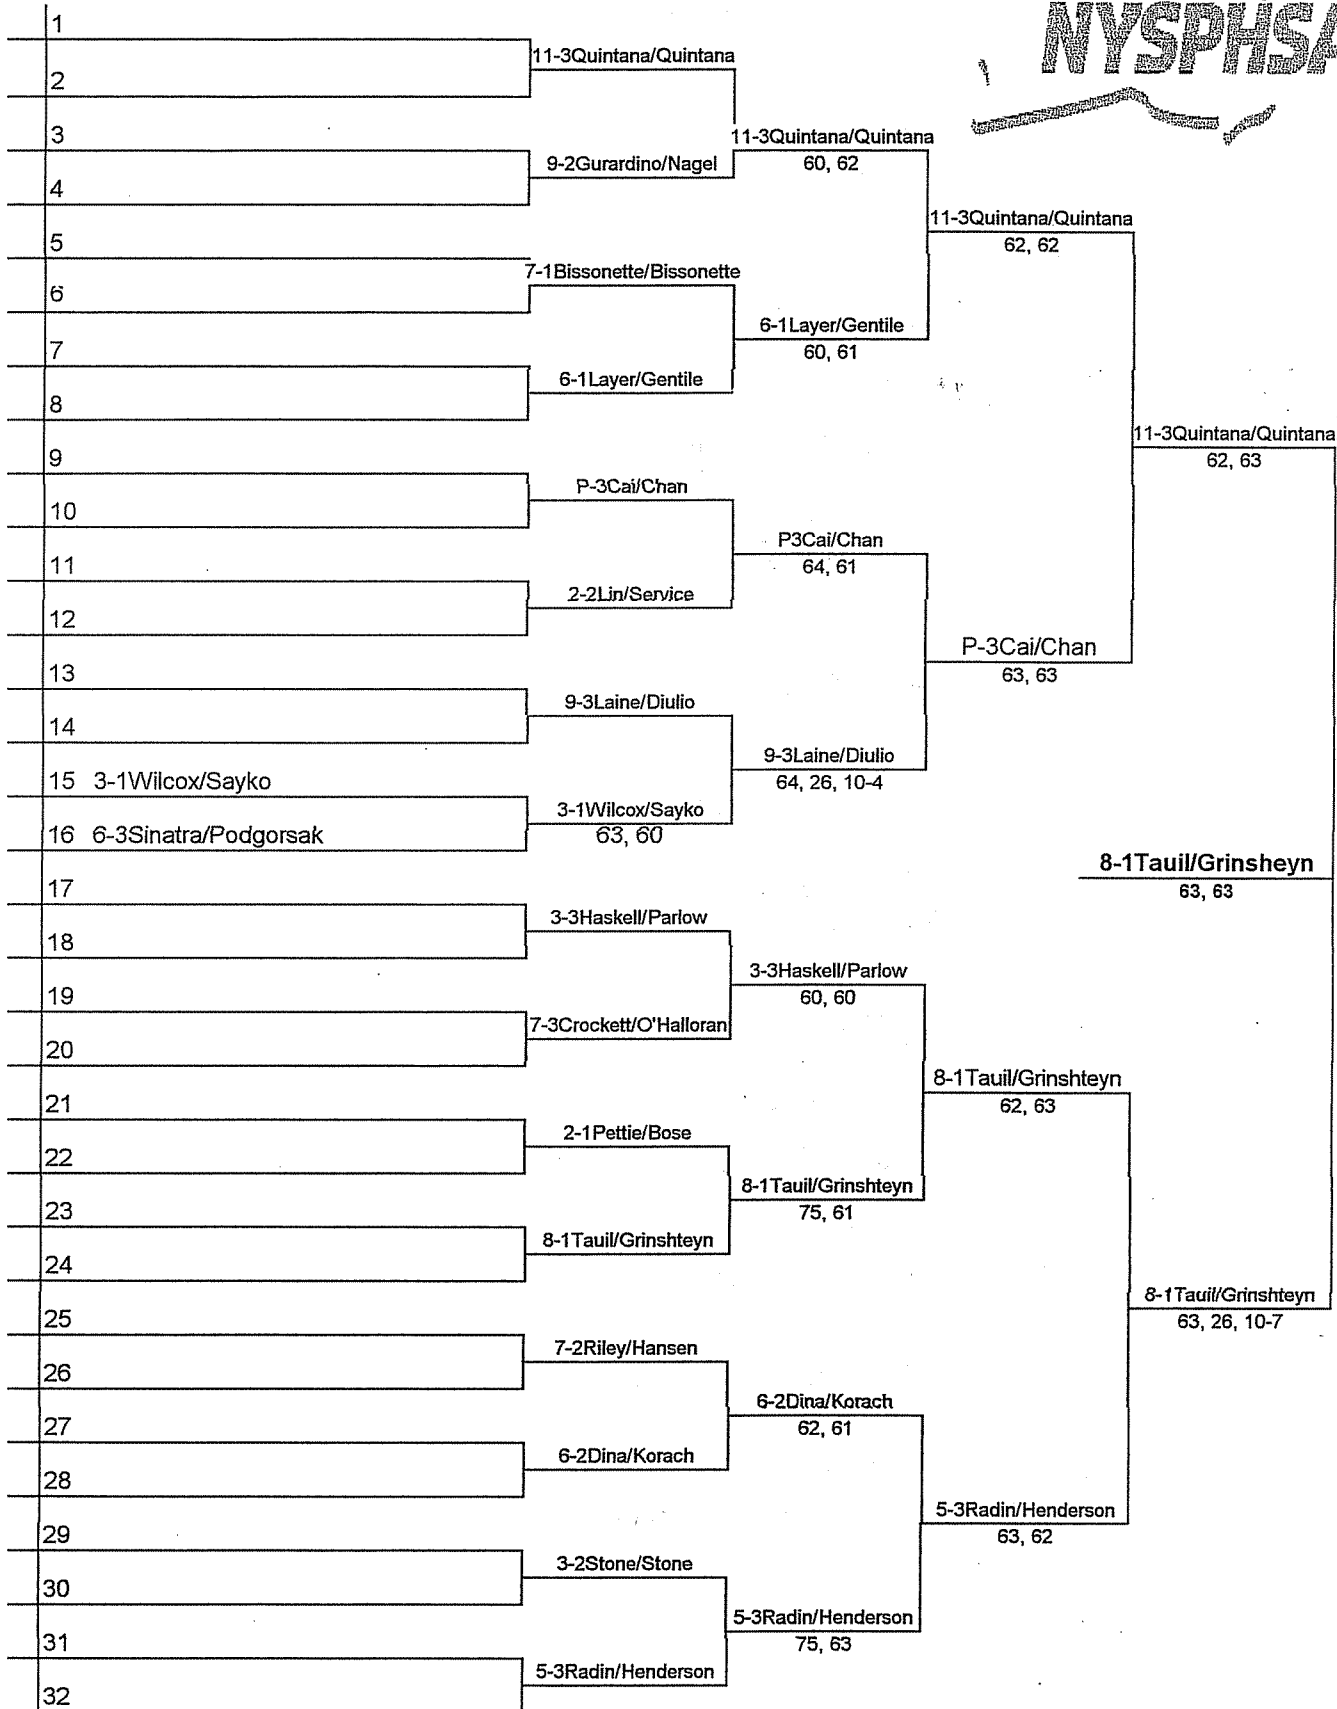 NYSPHSA
1
11-3Quintana/Quintana
2
3
11-3Quintana/Quintana
9-2Gurardino/Nagel
60, 62
4
11-3Quintana/Quintana
5
62, 62
7-1Bissonette/Bissonette
6
6-1Layer/Gentile
7
60, 61
6-1Layer/Gentile
8
11-3Quintana/Quintana
9
62, 63
P-3Cai/Chan
10
P3Cai/Chan
11
64, 61
2-2Lin/Service
12
P-3Cai/Chan
13
63, 63
9-3Laine/Diulio
14
9-3Laine/Diulio
15 3-1Wilcox/Sayko
64, 26, 10-4
3-1Wilcox/Sayko
16 6-3Sinatra/Podgorsak
63, 60
8-1Tauil/Grinsheyn
17
63, 63
3-3Haskell/Parlow
18
3-3Haskell/Parlow
19
60, 60
7-3Crockett/O'Halloran
20
8-1Tauil/Grinshteyn
21
62, 63
2-1Pettie/Bose
22
8-1Tauil/Grinshteyn
23
75, 61
8-1Tauil/Grinshteyn
24
8-1Tauil/Grinshteyn
25
63, 26, 10-7
7-2Riley/Hansen
26
6-2Dina/Korach
27
62, 61
6-2Dina/Korach
28
5-3Radin/Henderson
29
63, 62
3-2Stone/Stone
30
5-3Radin/Henderson
31
75, 63
5-3Radin/Henderson
32